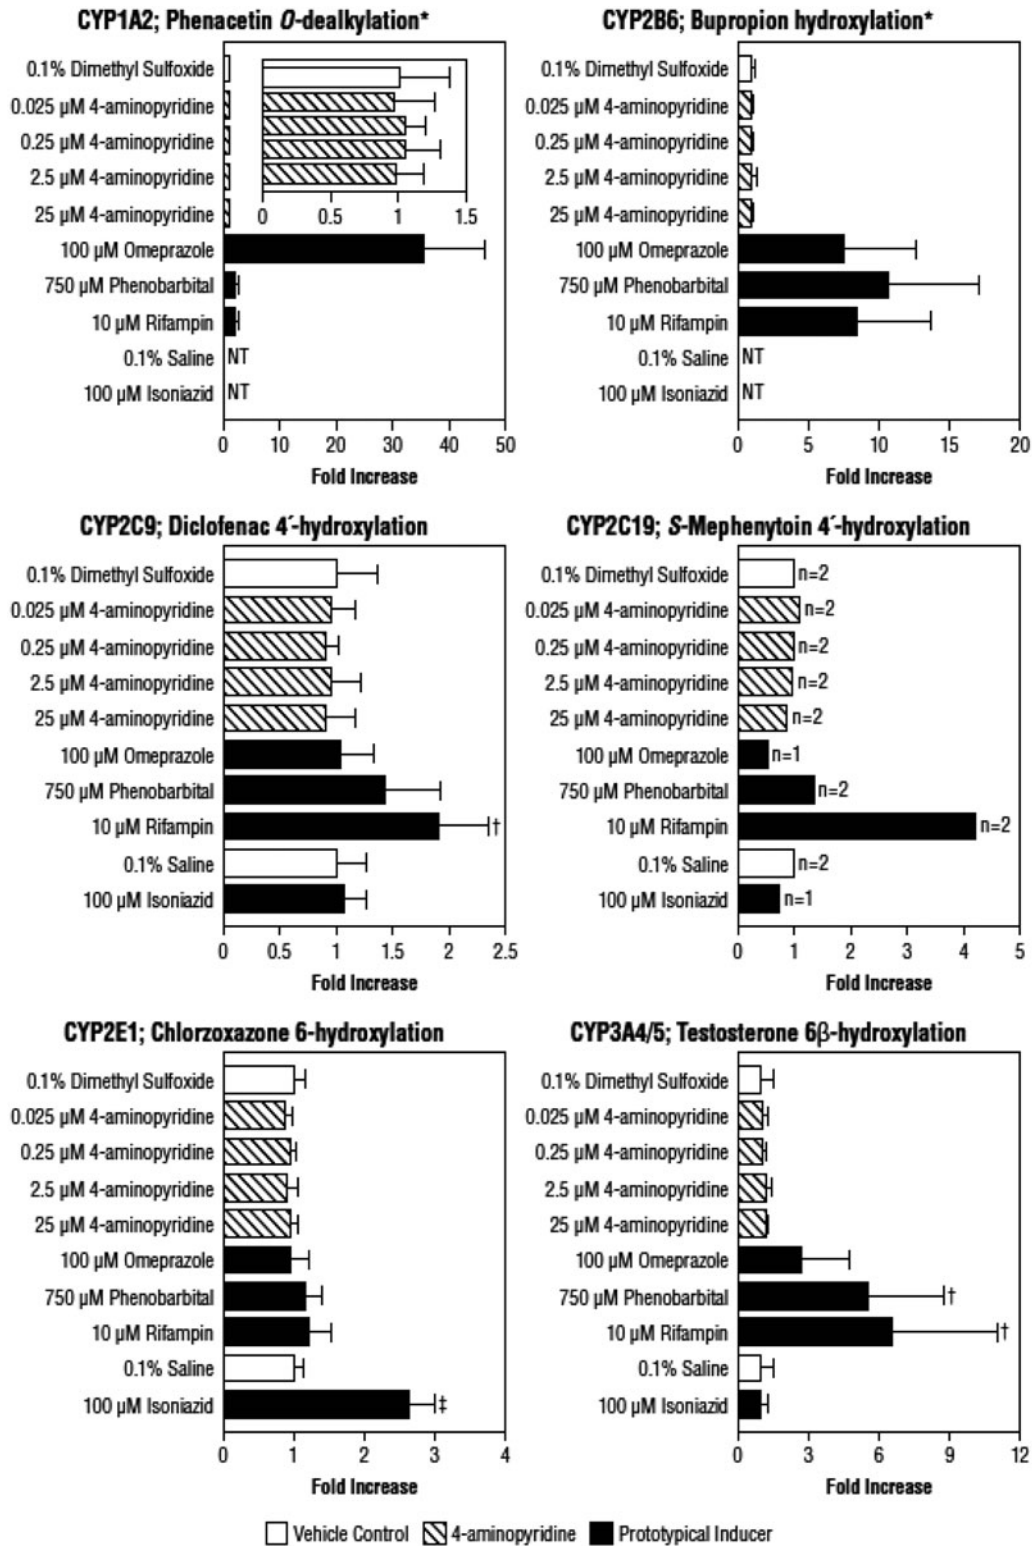 CYP1A2; Phenacetin O-dealkylation*
0.1% Dimethyl Sulfoxide
0.025 µM 4-aminopyridine
0.25 µM 4-aminopyridine
2.5 µM 4-aminopyridine
25 µM 4-aminopyridine
100 µM Omeprazole
750 µM Phenobarbital
10 µM Rifampin
0.1% Saline NT
100 µM Isoniazid NT
0 0.5 1 1.5
0 10 20 30 40 50
Fold Increase
CYP2B6; Bupropion hydroxylation*
0.1% Dimethyl Sulfoxide
0.025 µM 4-aminopyridine
0.25 µM 4-aminopyridine
2.5 µM 4-aminopyridine
25 µM 4-aminopyridine
100 µM Omeprazole
750 µM Phenobarbital
10 µM Rifampin
0.1% Saline NT
100 µM Isoniazid NT
0 5 10 15 20
Fold Increase
CYP2C9; Diclofenac 4´-hydroxylation
0.1% Dimethyl Sulfoxide
0.025 µM 4-aminopyridine
0.25 µM 4-aminopyridine
2.5 µM 4-aminopyridine
25 µM 4-aminopyridine
100 µM Omeprazole
750 µM Phenobarbital
10 µM Rifampin †
0.1% Saline
100 µM Isoniazid
0 0.5 1 1.5 2 2.5
Fold Increase
CYP2C19; S-Mephenytoin 4´-hydroxylation
0.1% Dimethyl Sulfoxide n=2
0.025 µM 4-aminopyridine n=2
0.25 µM 4-aminopyridine n=2
2.5 µM 4-aminopyridine n=2
25 µM 4-aminopyridine n=2
100 µM Omeprazole n=1
750 µM Phenobarbital n=2
10 µM Rifampin n=2
0.1% Saline n=2
100 µM Isoniazid n=1
0 1 2 3 4 5
Fold Increase
CYP2E1; Chlorzoxazone 6-hydroxylation
0.1% Dimethyl Sulfoxide
0.025 µM 4-aminopyridine
0.25 µM 4-aminopyridine
2.5 µM 4-aminopyridine
25 µM 4-aminopyridine
100 µM Omeprazole
750 µM Phenobarbital
10 µM Rifampin
0.1% Saline
100 µM Isoniazid ‡
0 1 2 3 4
Fold Increase
CYP3A4/5; Testosterone 6β-hydroxylation
0.1% Dimethyl Sulfoxide
0.025 µM 4-aminopyridine
0.25 µM 4-aminopyridine
2.5 µM 4-aminopyridine
25 µM 4-aminopyridine
100 µM Omeprazole
750 µM Phenobarbital †
10 µM Rifampin †
0.1% Saline
100 µM Isoniazid
0 3 6 9 12
Fold Increase
Vehicle Control 4-aminopyridine Prototypical Inducer